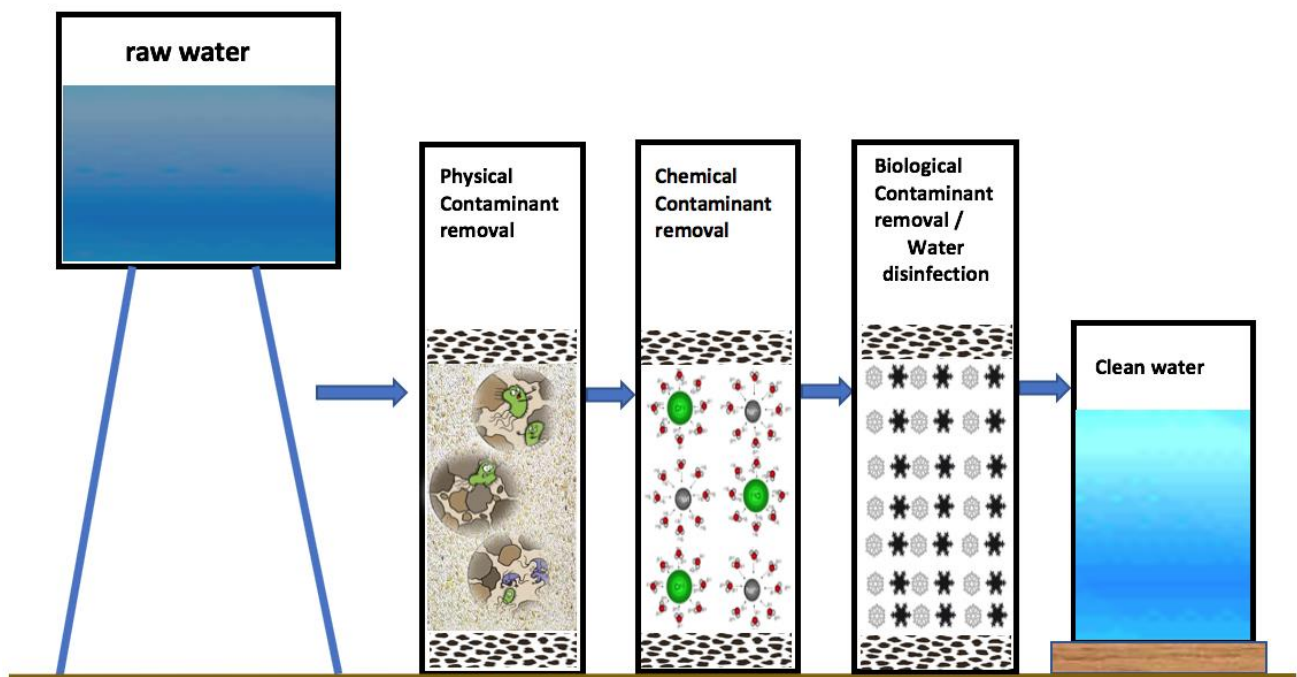 raw water
Physical
Contaminant
removal
Chemical
Contaminant
removal
Biological
Contaminant
removal /
Water
disinfection
Clean water